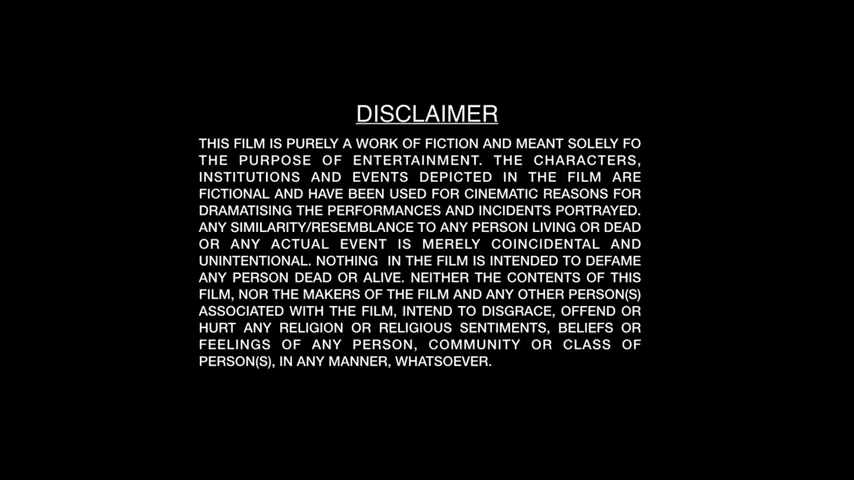 DISCLAIMER
THIS FILM IS PURELY A WORK OF FICTION AND MEANT SOLELY FO
THE PURPOSE OF ENTERTAINMENT. THE CHARACTERS,
INSTITUTIONS AND EVENTS DEPICTED IN THE FILM ARE
FICTIONAL AND HAVE BEEN USED FOR CINEMATIC REASONS FOR
DRAMATISING THE PERFORMANCES AND INCIDENTS PORTRAYED.
ANY SIMILARITY/RESEMBLANCE TO ANY PERSON LIVING OR DEAD
OR ANY ACTUAL EVENT IS MERELY COINCIDENTAL AND
UNINTENTIONAL. NOTHING IN THE FILM IS INTENDED TO DEFAME
ANY PERSON DEAD OR ALIVE. NEITHER THE CONTENTS OF THIS
FILM, NOR THE MAKERS OF THE FILM AND ANY OTHER PERSON(S)
ASSOCIATED WITH THE FILM, INTEND TO DISGRACE, OFFEND OR
HURT ANY RELIGION OR RELIGIOUS SENTIMENTS, BELIEFS OR
FEELINGS OF ANY PERSON, COMMUNITY OR CLASS OF
PERSON(S), IN ANY MANNER, WHATSOEVER.